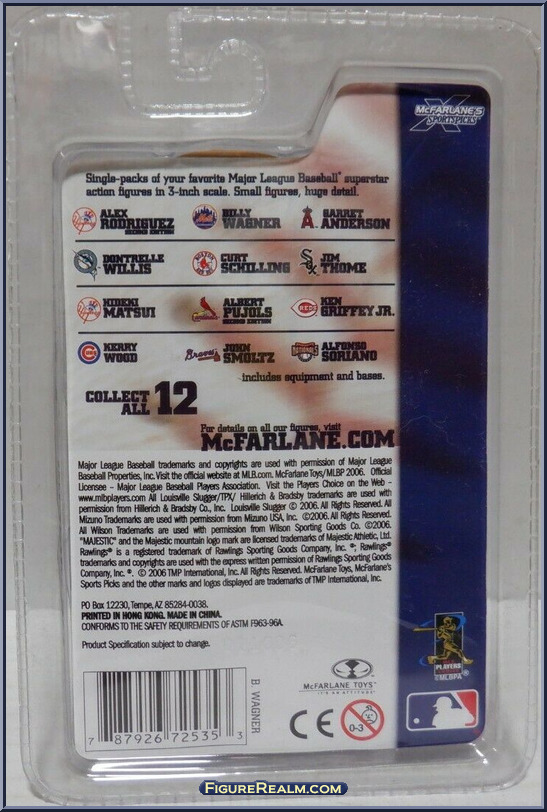 McFARLANE'S
SPORTSPICKS
Single-packs of your favorite Major League Baseball® superstar
action figures in 3-inch scale. Small figures, huge detail.
ALEX RODRIGUEZ SECOND EDITION
BILLY WAGNER
GARRET ANDERSON
DONTRELLE WILLIS
CURT SCHILLING
JIM THOME
HIDEKI MATSUI
ALBERT PUJOLS SECOND EDITION
REDS
KEN GRIFFEY JR.
CUBS
KERRY WOOD
Braves
JOHN SMOLTZ
ALFONSO SORIANO
includes equipment and bases.
COLLECT ALL 12
For details on all our figures, visit
McFARLANE.COM
Major League Baseball trademarks and copyrights are used with permission of Major League
Baseball Properties, Inc. Visit the official website at MLB.com. McFarlane Toys/MLBP 2006. Official
Licensee – Major League Baseball Players Association. Visit the Players Choice on the Web –
www.mlbplayers.com All Louisville Slugger/TPX/ Hillerich & Bradsby trademarks are used with
permission from Hillerich & Bradsby Co., Inc. Louisville Slugger © 2006. All Rights Reserved. All
Mizuno Trademarks are used with permission from Mizuno USA, Inc. ©2006. All Rights Reserved.
All Wilson Trademarks are used with permission from Wilson Sporting Goods Co. ©2006.
"MAJESTIC" and the Majestic mountain logo mark are licensed trademarks of Majestic Athletic, Ltd.
Rawlings® is a registered trademark of Rawlings Sporting Goods Company, Inc. ®; Rawlings®
trademarks and copyrights are used with the express written permission of Rawlings Sporting Goods
Company, Inc. ®. © 2006 TMP International, Inc. All Rights Reserved. McFarlane Toys, McFarlane's
Sports Picks and the other marks and logos displayed are trademarks of TMP International, Inc.
PO Box 12230, Tempe, AZ 85284-0038.
PRINTED IN HONG KONG. MADE IN CHINA.
CONFORMS TO THE SAFETY REQUIREMENTS OF ASTM F963-96A.
Product Specification subject to change.
B WAGNER
7 87926 72535 3
McFARLANE TOYS™
IT'S AN ATTITUDE™
CE
0-3
PLAYERS
©MLBPA®
FIGUREREALM.COM